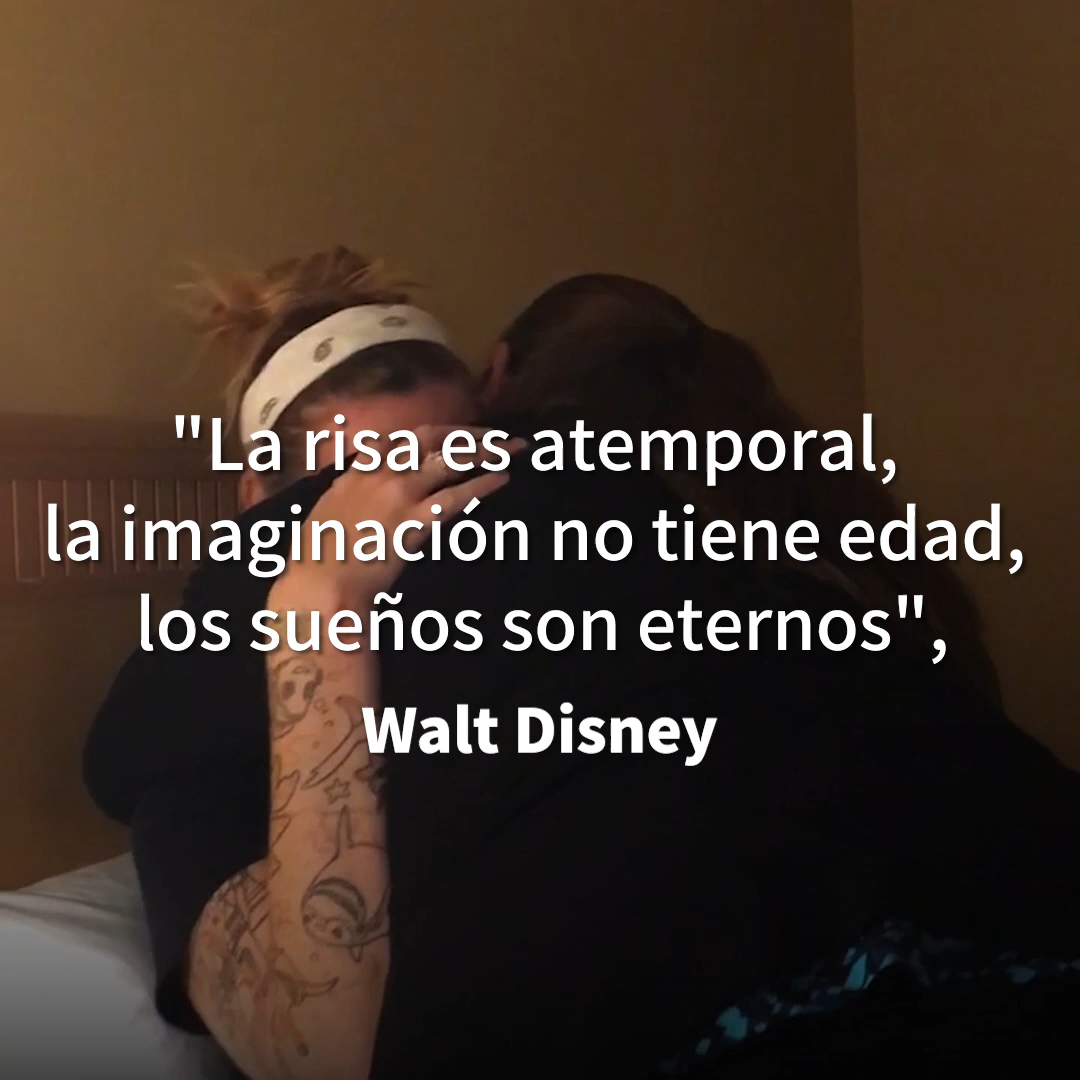 "La risa es atemporal,
la imaginación no tiene edad,
los sueños son eternos",
Walt Disney